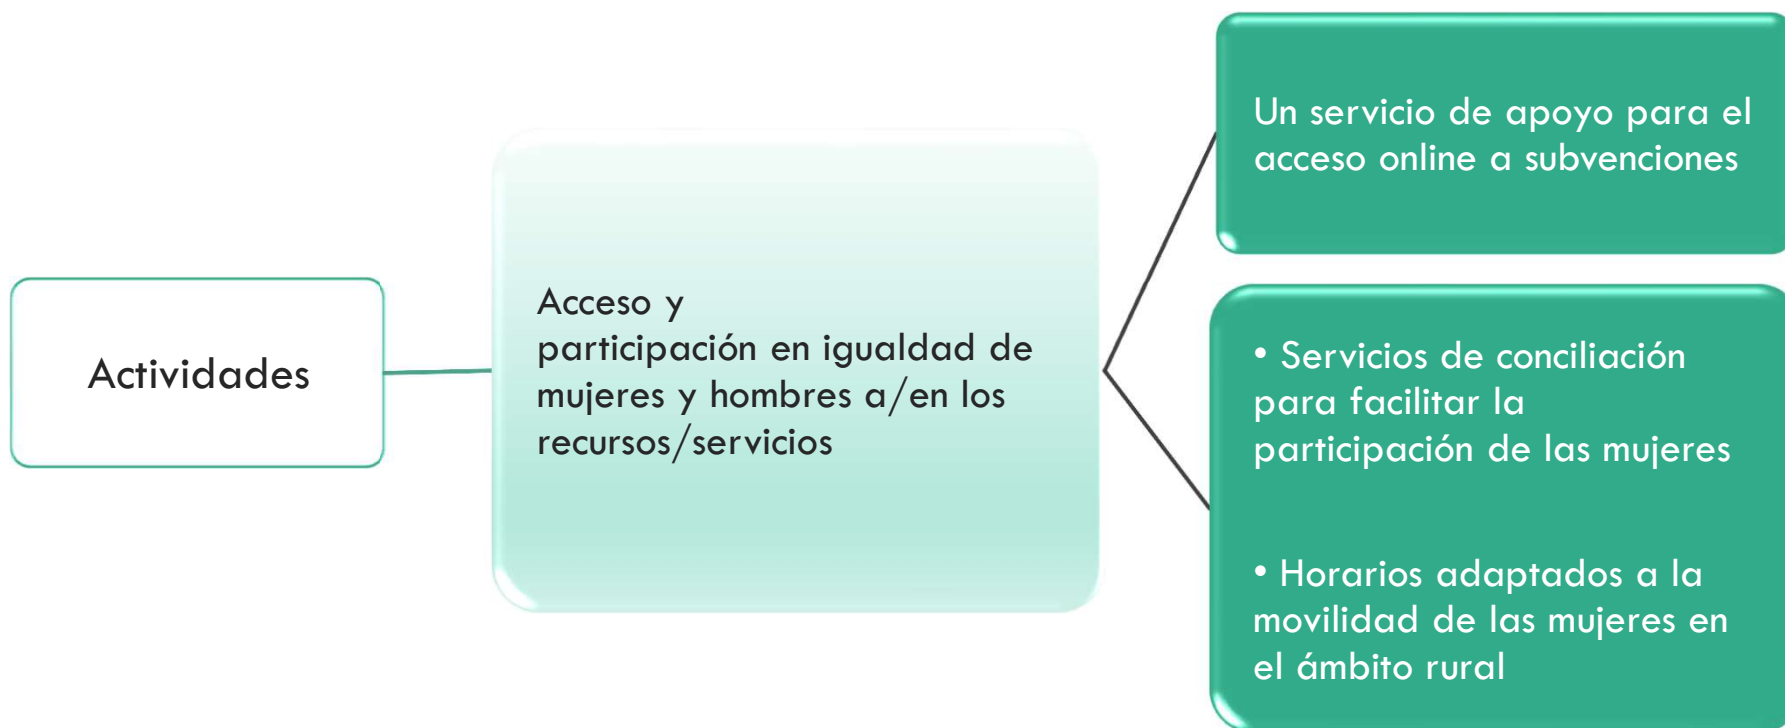 Actividades
Acceso y
participación en igualdad de
mujeres y hombres a/en los
recursos/servicios
Un servicio de apoyo para el
acceso online a subvenciones
• Servicios de conciliación
para facilitar la
participación de las mujeres
• Horarios adaptados a la
movilidad de las mujeres en
el ámbito rural